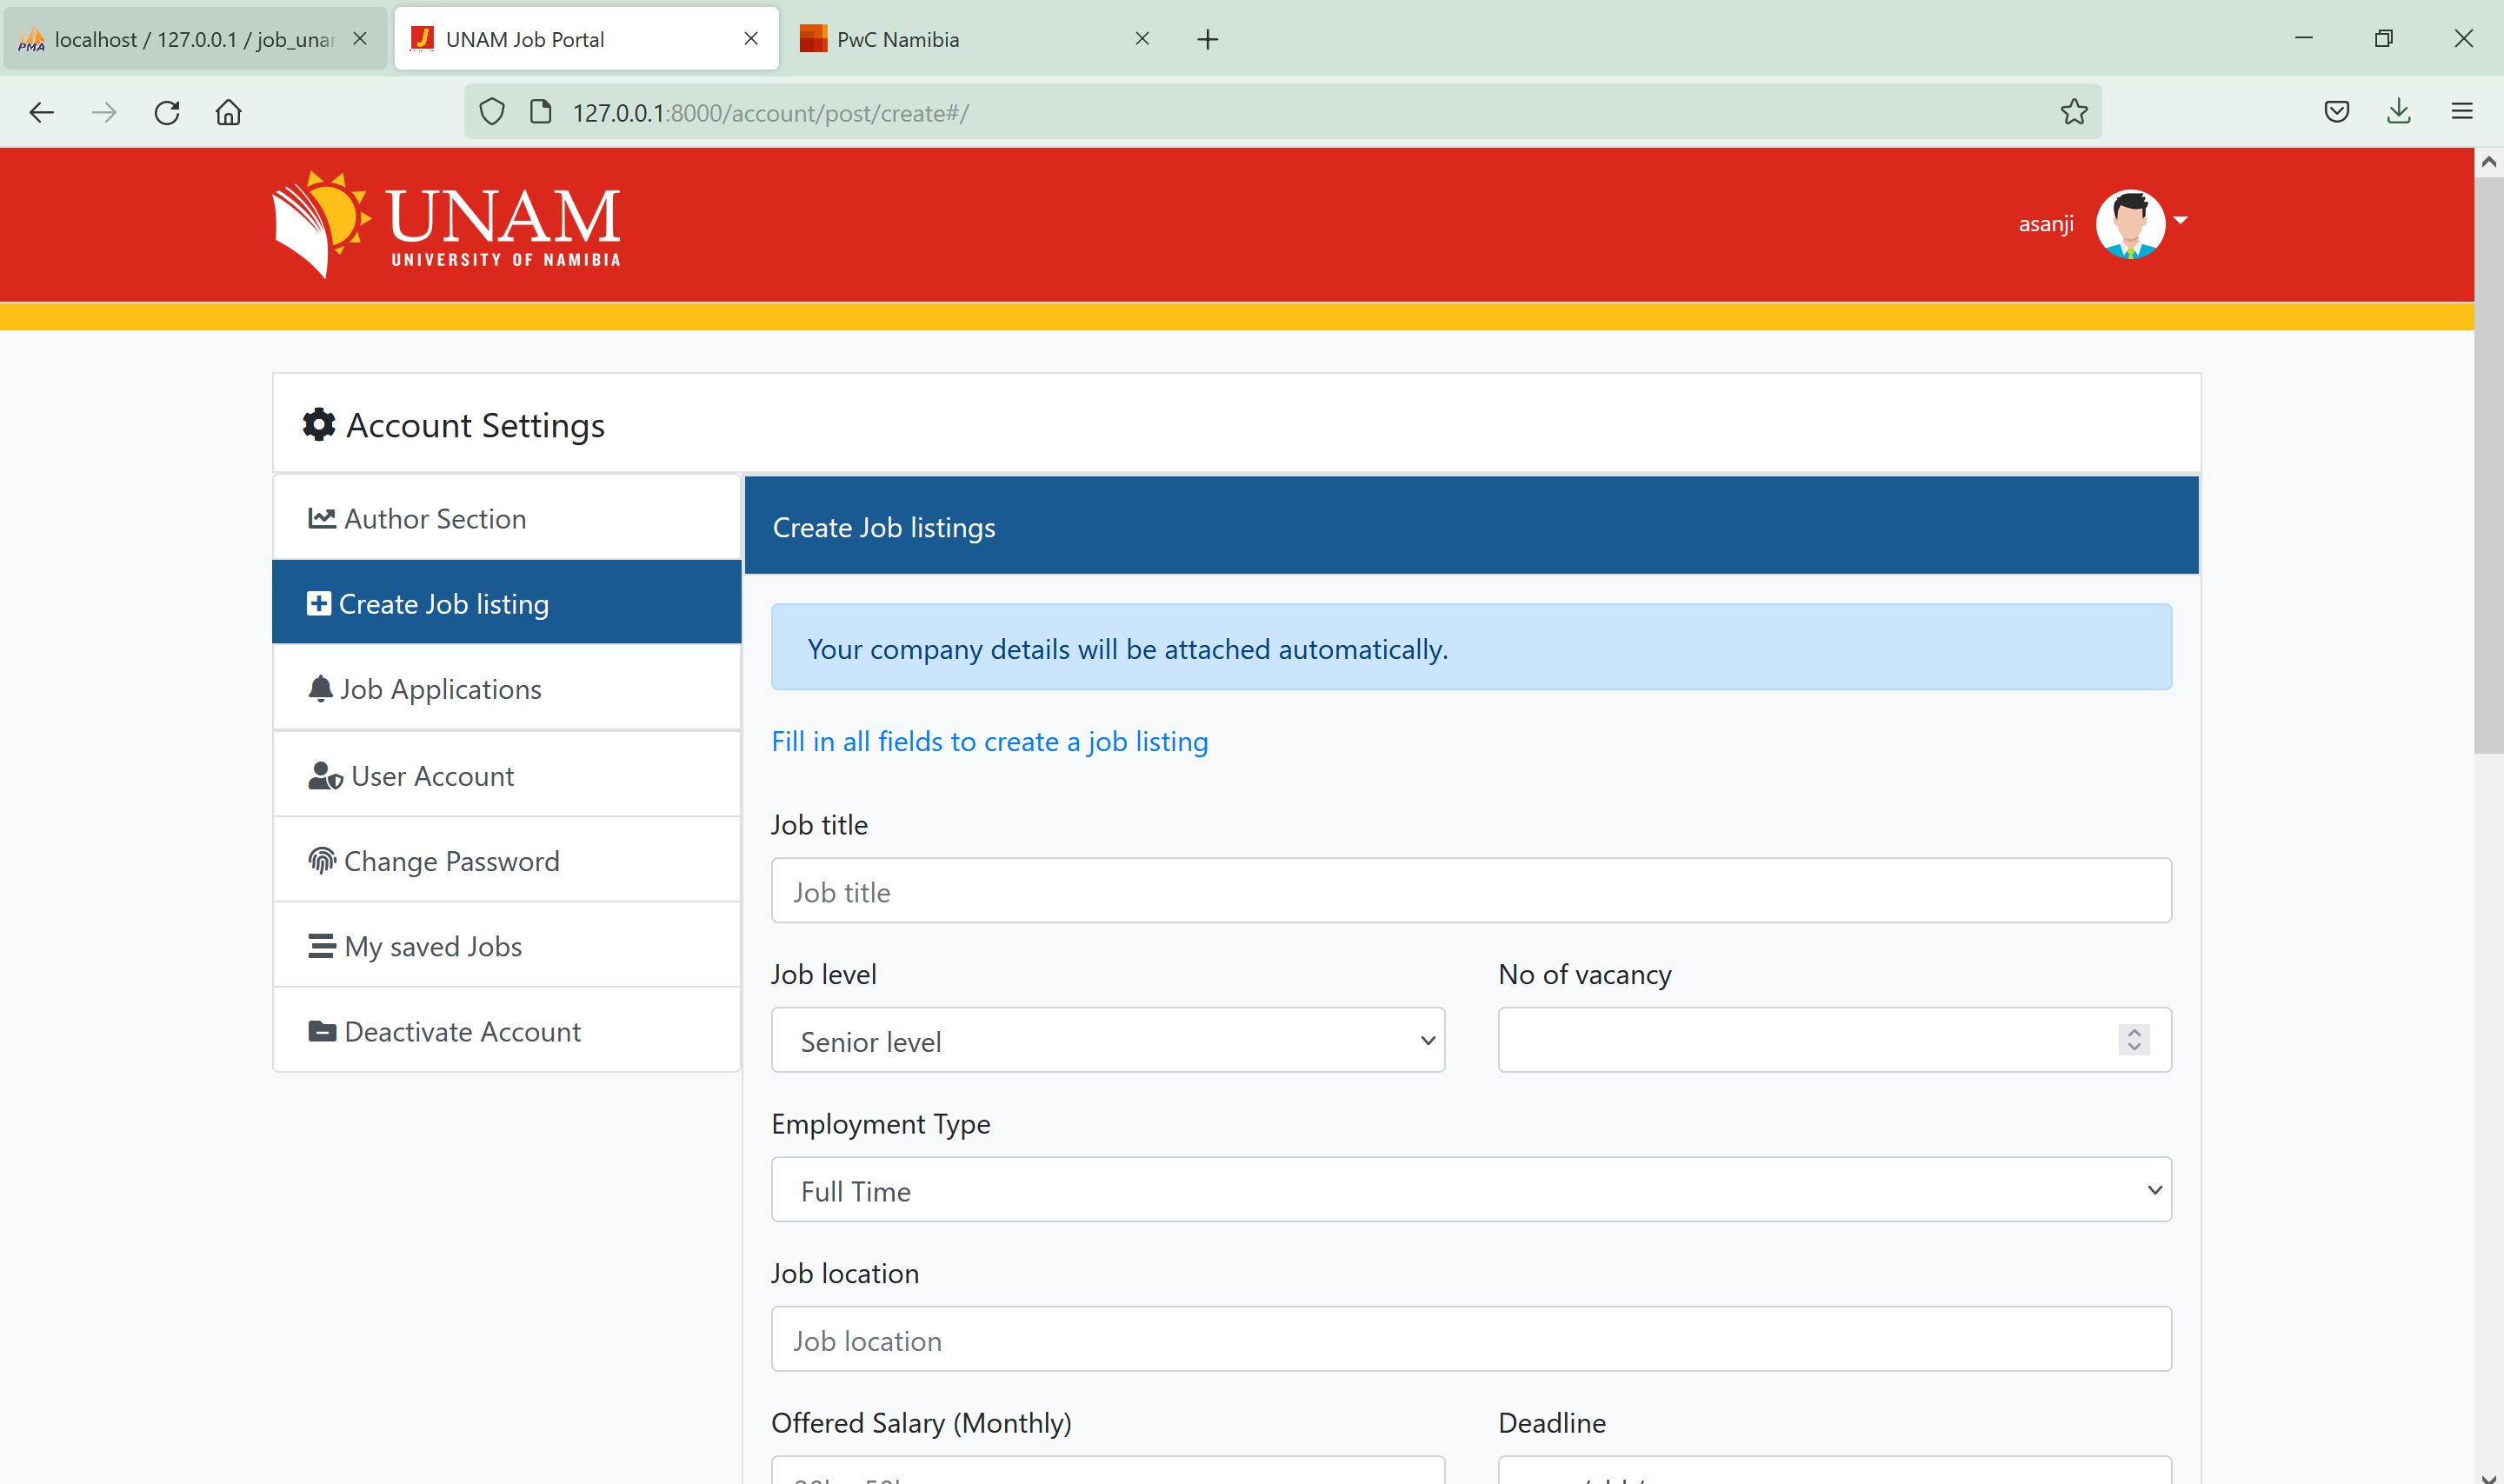 PMA localhost / 127.0.0.1 / job_unam
UNAM Job Portal
PwC Namibia
127.0.0.1:8000/account/post/create#/
UNAM
UNIVERSITY OF NAMIBIA
asanji
Account Settings
Author Section
Create Job listing
Job Applications
User Account
Change Password
My saved Jobs
Deactivate Account
Create Job listings
Your company details will be attached automatically.
Fill in all fields to create a job listing
Job title
Job title
Job level
No of vacancy
Senior level
Employment Type
Full Time
Job location
Job location
Offered Salary (Monthly)
Deadline